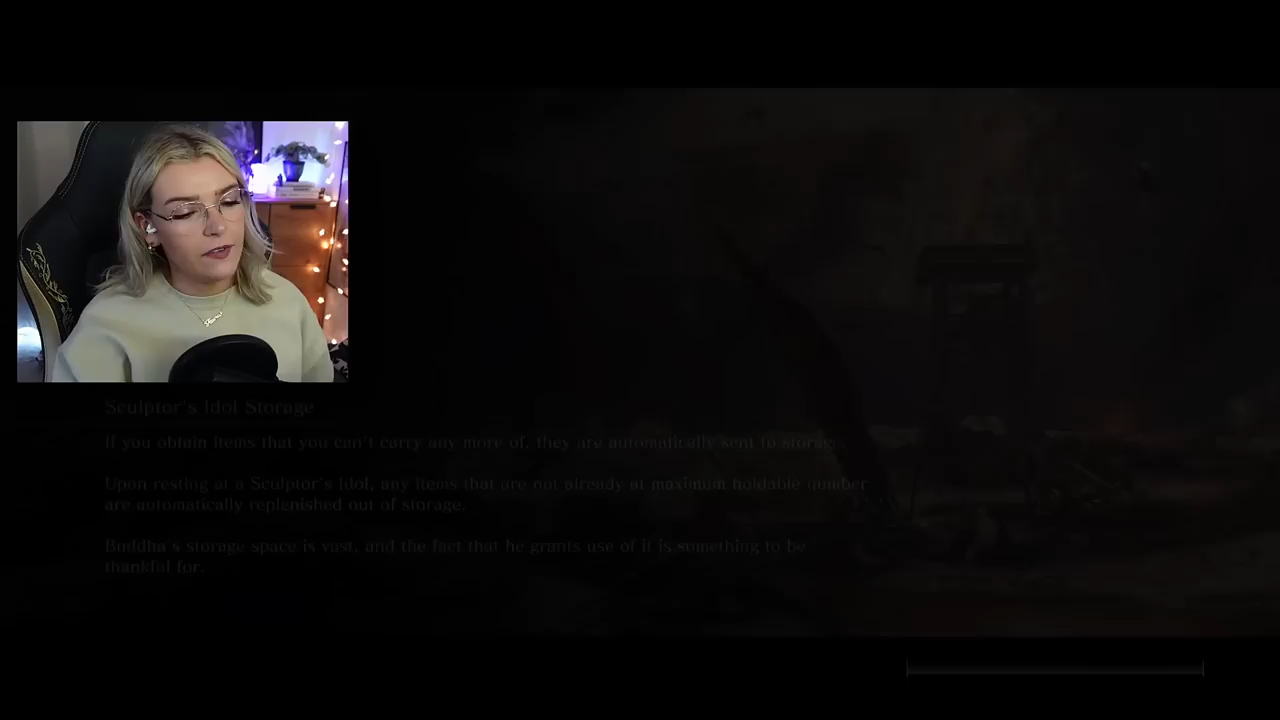 Sculptor's Idol Storage
If you obtain items that you can't carry any more of, they are automatically sent to storage.
Upon resting at a Sculptor's Idol, any items that are not already at maximum holdable number
are automatically replenished out of storage.
Buddha's storage space is vast, and the fact that he grants use of it is something to be
thankful for.